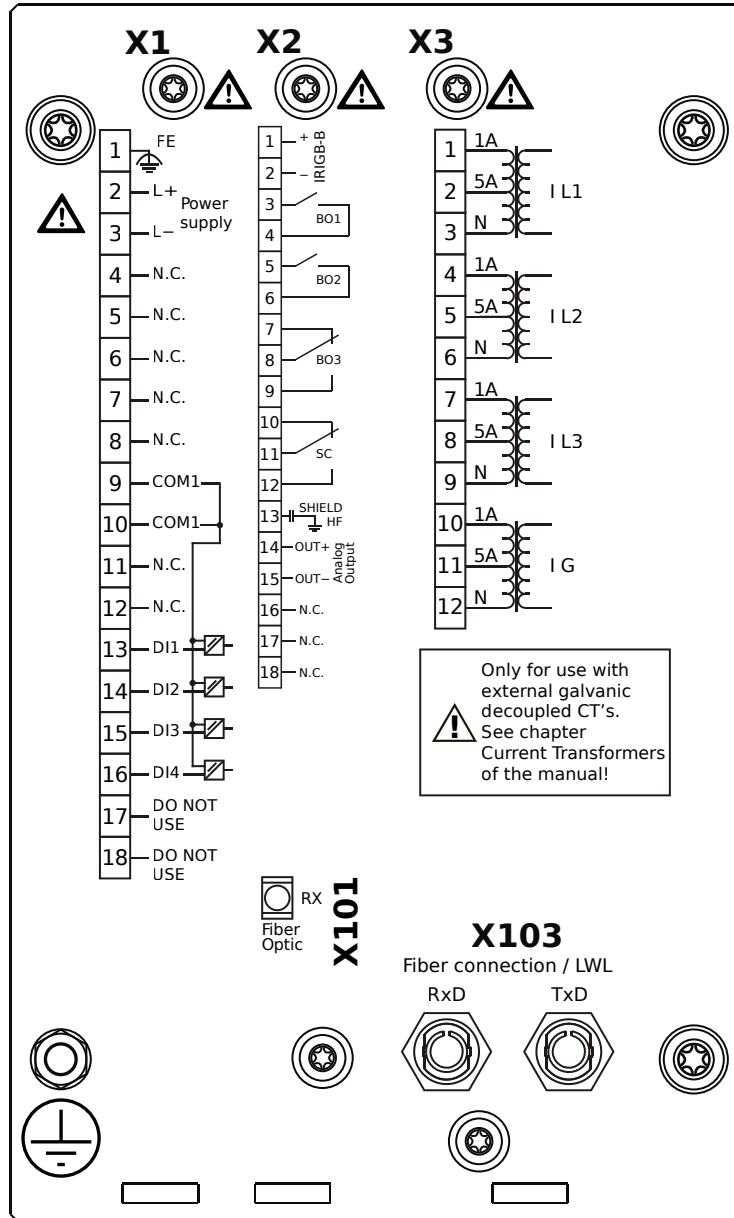 X1
1 FE
2 L+ Power
supply
3 L−
4 N.C.
5 N.C.
6 N.C.
7 N.C.
8 N.C.
9 COM1
10 COM1
11 N.C.
12 N.C.
13 DI1
14 DI2
15 DI3
16 DI4
17 DO NOT
USE
18 DO NOT
USE
X2
1 +
2 −
IRIGB-B
3
BO1
4
5
BO2
6
7
8 BO3
9
10
11 SC
12
13 SHIELD
HF
14 OUT+
15 OUT−
Analog
Output
16 N.C.
17 N.C.
18 N.C.
X3
1 1A
2 5A I L1
3 N
4 1A
5 5A I L2
6 N
7 1A
8 5A I L3
9 N
10 1A
11 5A I G
12 N
Only for use with
external galvanic
decoupled CT's.
See chapter
Current Transformers
of the manual!
RX
Fiber
Optic
X101
X103
Fiber connection / LWL
RxD TxD